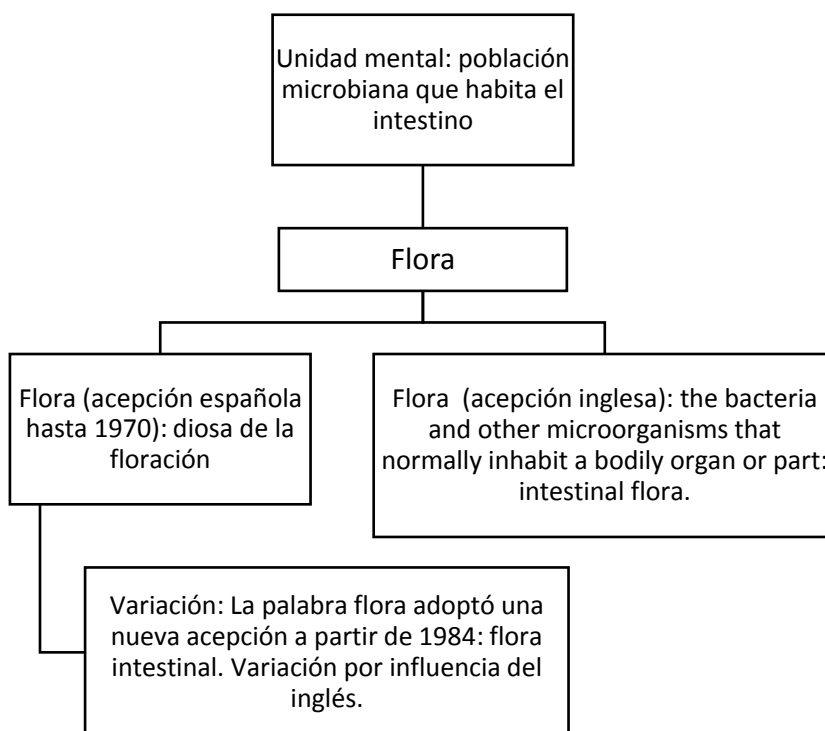 Unidad mental: población
microbiana que habita el
intestino
Flora
Flora (acepción española
hasta 1970): diosa de la
floración
Flora  (acepción inglesa): the bacteria
and other microorganisms that
normally inhabit a bodily organ or part:
intestinal flora.
Variación: La palabra flora adoptó una
nueva acepción a partir de 1984: flora
intestinal. Variación por influencia del
inglés.